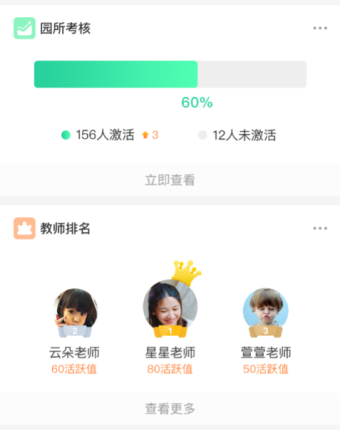 园所考核
60%
156人激活 3 12人未激活
立即查看
教师排名
2 1 3
云朵老师 星星老师 萱萱老师
60活跃值 80活跃值 50活跃值
查看更多